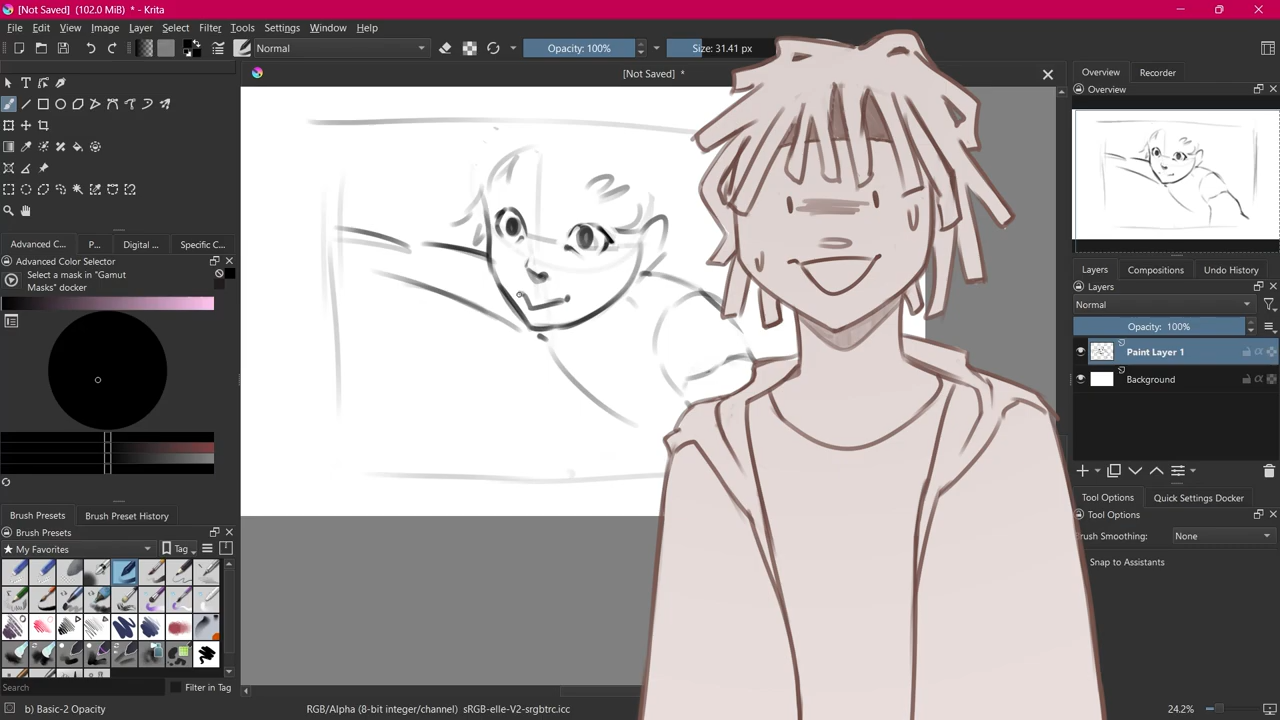 [Not Saved] (102.0 MiB) * - Krita
File Edit View Image Layer Select Filter Tools Settings Window Help
Normal Opacity: 100% Size: 31.41 px
[Not Saved] *
Overview Recorder
Overview
Advanced C... P... Digital ... Specific C...
Advanced Color Selector
Select a mask in "Gamut
Masks" docker
Layers Compositions Undo History
Layers
Normal
Opacity: 100%
Paint Layer 1
Background
Tool Options Quick Settings Docker
Tool Options
rush Smoothing: None
Snap to Assistants
Brush Presets Brush Preset History
Brush Presets
My Favorites Tag
Search Filter in Tag
b) Basic-2 Opacity RGB/Alpha (8-bit integer/channel) sRGB-elle-V2-srgbtrc.icc 24.2%